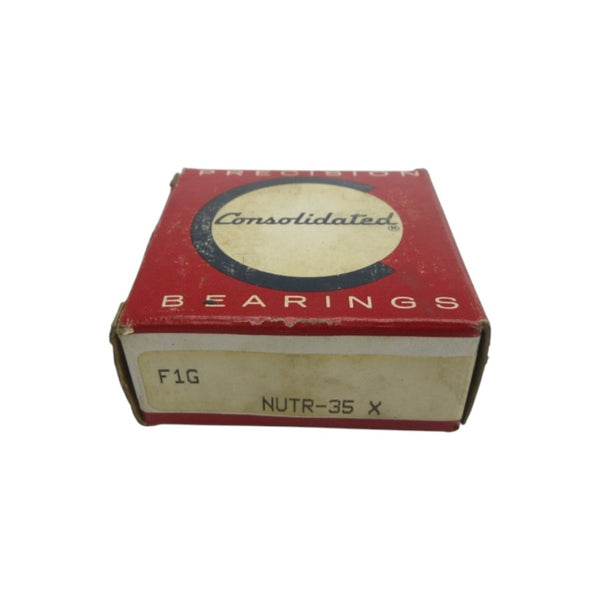 PRECISION
Consolidated®
BEARINGS
F1G
NUTR-35 X